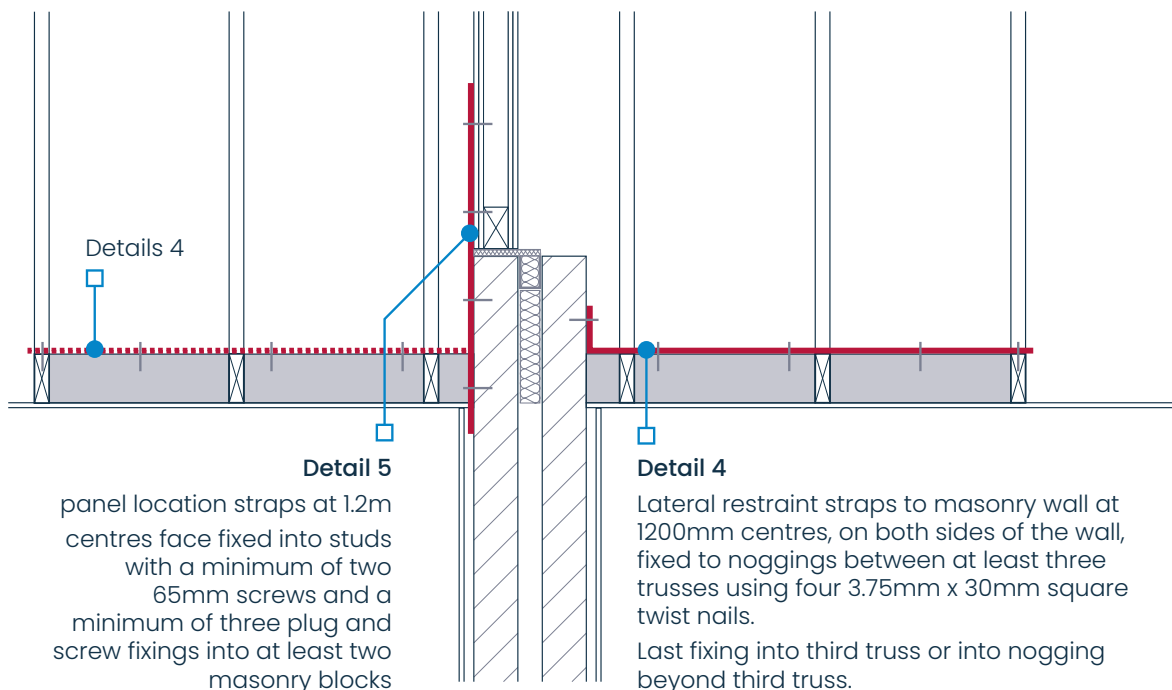 Details 4
Detail 5
panel location straps at 1.2m
centres face fixed into studs
with a minimum of two
65mm screws and a
minimum of three plug and
screw fixings into at least two
masonry blocks
Detail 4
Lateral restraint straps to masonry wall at
1200mm centres, on both sides of the wall,
fixed to noggings between at least three
trusses using four 3.75mm x 30mm square
twist nails.
Last fixing into third truss or into nogging
beyond third truss.